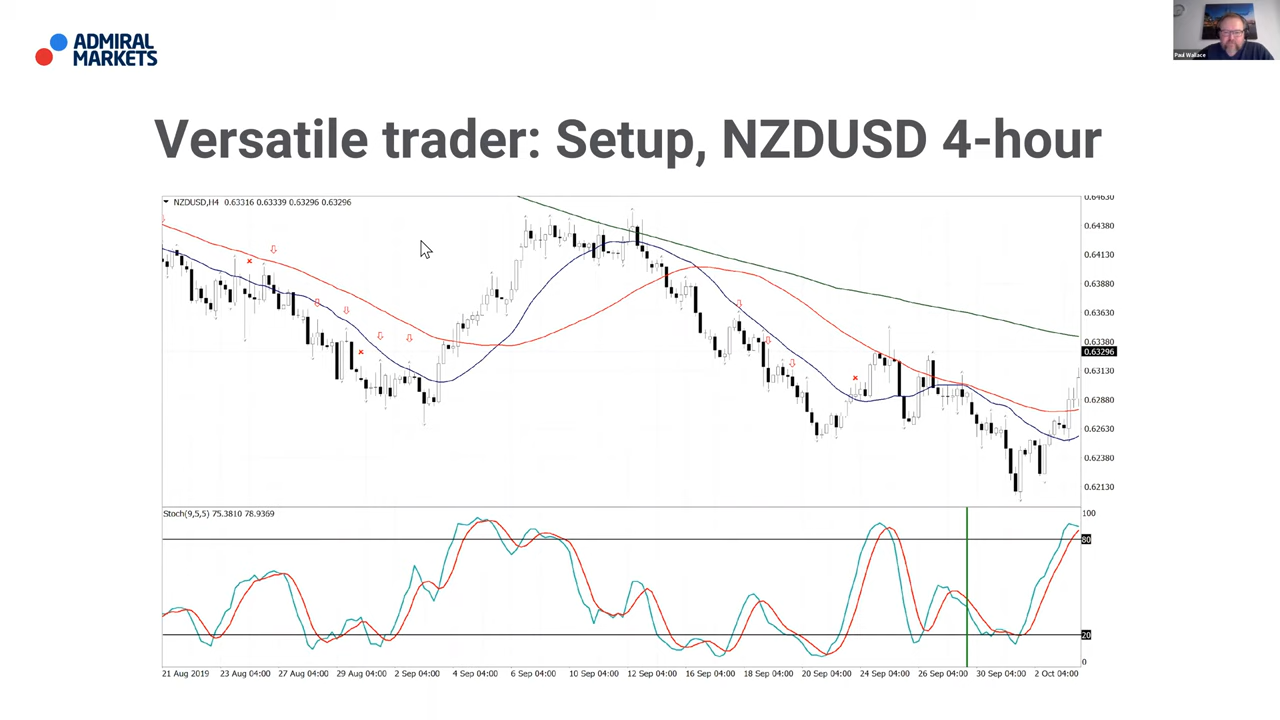 ADMIRAL
MARKETS
Paul Wallace
Versatile trader: Setup, NZDUSD 4-hour
NZDUSD,H4 0.63316 0.63339 0.63296 0.63296
0.64630
0.64380
0.64130
0.63880
0.63630
0.63380
0.63296
0.63130
0.62880
0.62630
0.62380
0.62130
Stoch(9,5,5) 75.3810 78.9369
100
80
20
0
21 Aug 2019 23 Aug 04:00 27 Aug 04:00 29 Aug 04:00 2 Sep 04:00 4 Sep 04:00 6 Sep 04:00 10 Sep 04:00 12 Sep 04:00 16 Sep 04:00 18 Sep 04:00 20 Sep 04:00 24 Sep 04:00 26 Sep 04:00 30 Sep 04:00 2 Oct 04:00